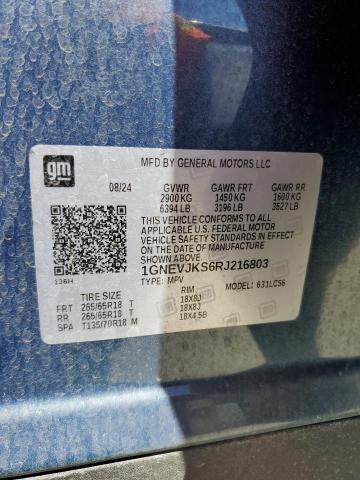 gm
MFD BY GENERAL MOTORS LLC
08/24 GVWR GAWR FRT GAWR RR
2900 KG 1450 KG 1600 KG
6394 LB 3196 LB 3527 LB
THIS VEHICLE CONFORMS TO ALL
APPLICABLE U.S. FEDERAL MOTOR
VEHICLE SAFETY STANDARDS IN EFFECT
ON THE DATE OF MANUFACTURE
SHOWN ABOVE.
1GNEVJKS6RJ216803
136H TYPE: MPV MODEL: 631LC56
TIRE SIZE RIM
FRT 265/65R18 T 18X8J
RR 265/65R18 T 18X8J
SPA T135/70R18 M 18X4.5B